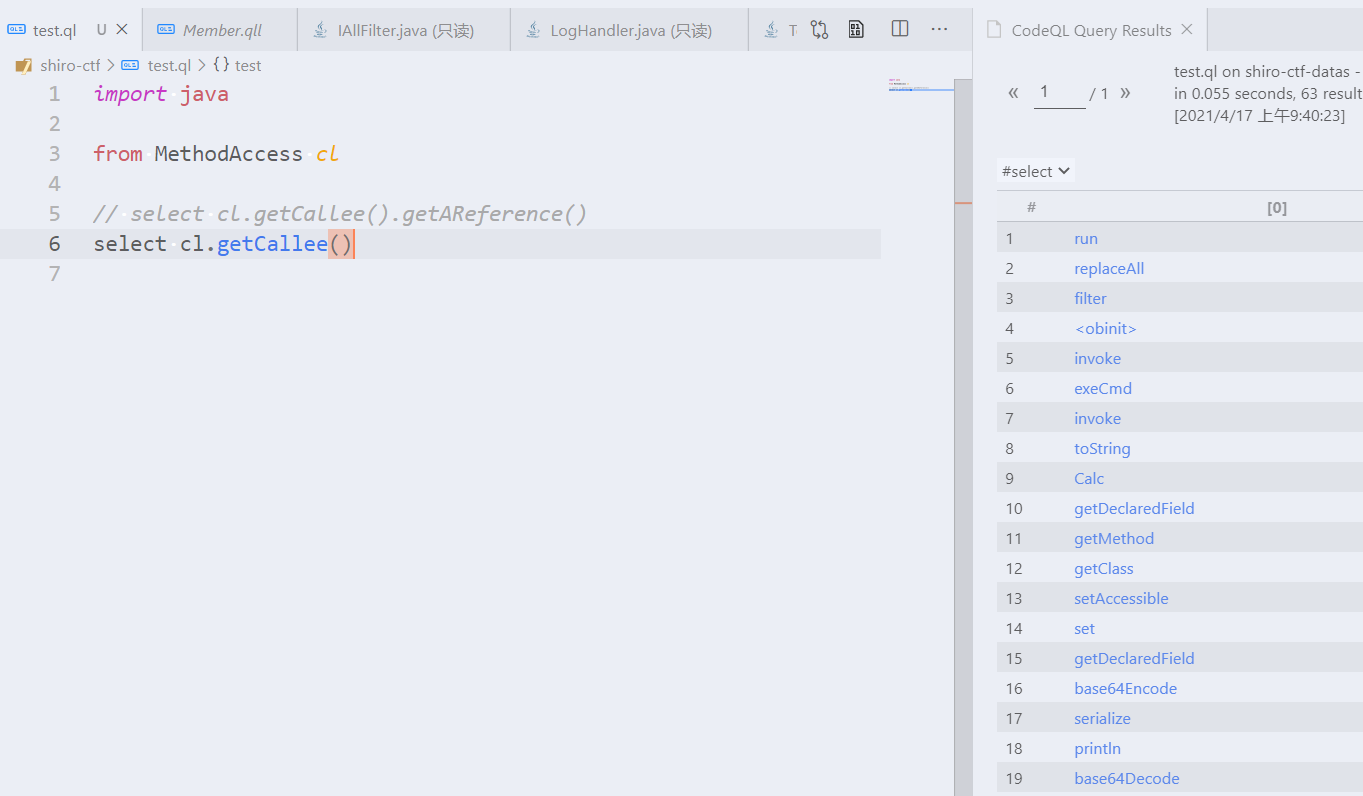 test.ql U
Member.qll
IAllFilter.java (只读)
LogHandler.java (只读)
CodeQL Query Results
shiro-ctf > test.ql > {} test
1 import java
2
3 from MethodAccess cl
4
5 // select cl.getCallee().getAReference()
6 select cl.getCallee()
7
« 1 / 1 »
test.ql on shiro-ctf-datas -
in 0.055 seconds, 63 result
[2021/4/17 上午9:40:23]
#select
# [0]
1 run
2 replaceAll
3 filter
4 <obinit>
5 invoke
6 exeCmd
7 invoke
8 toString
9 Calc
10 getDeclaredField
11 getMethod
12 getClass
13 setAccessible
14 set
15 getDeclaredField
16 base64Encode
17 serialize
18 println
19 base64Decode